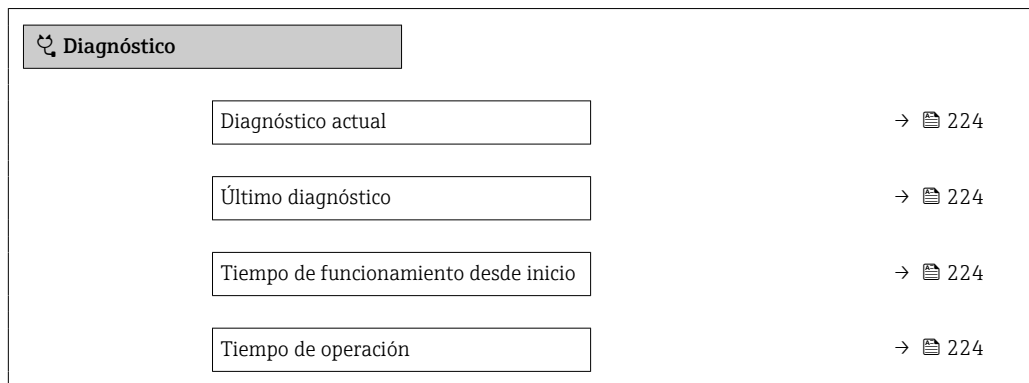 Diagnóstico
Diagnóstico actual → 224
Último diagnóstico → 224
Tiempo de funcionamiento desde inicio → 224
Tiempo de operación → 224